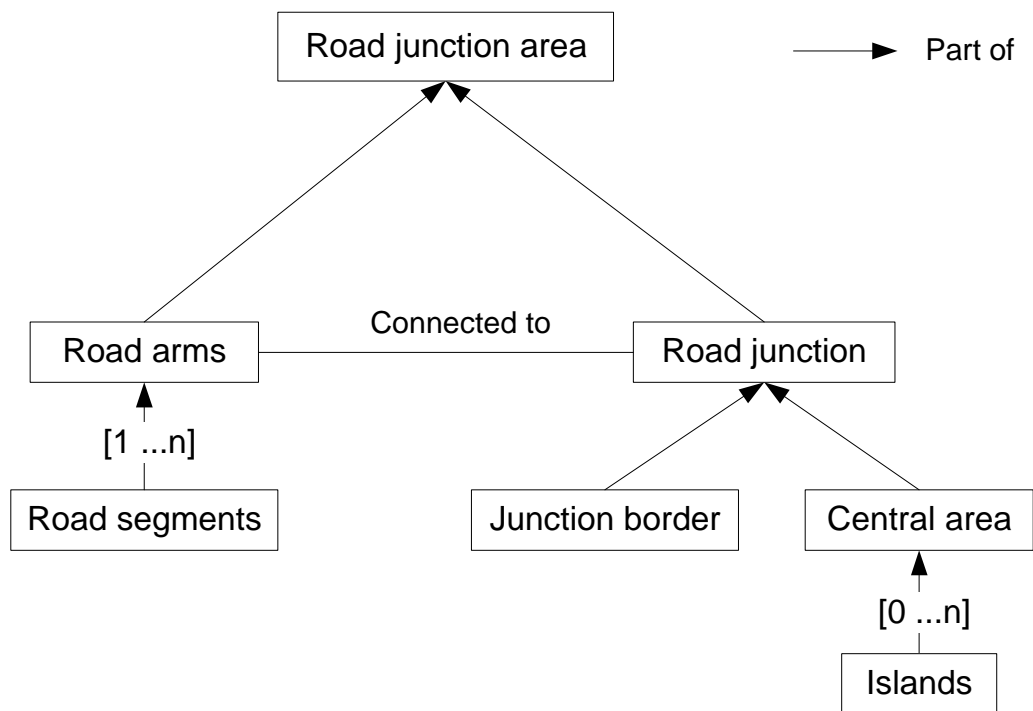 Road junction area
Part of
Connected to
Road arms
Road junction
[1 ...n]
Road segments
Junction border
Central area
[0 ...n]
Islands